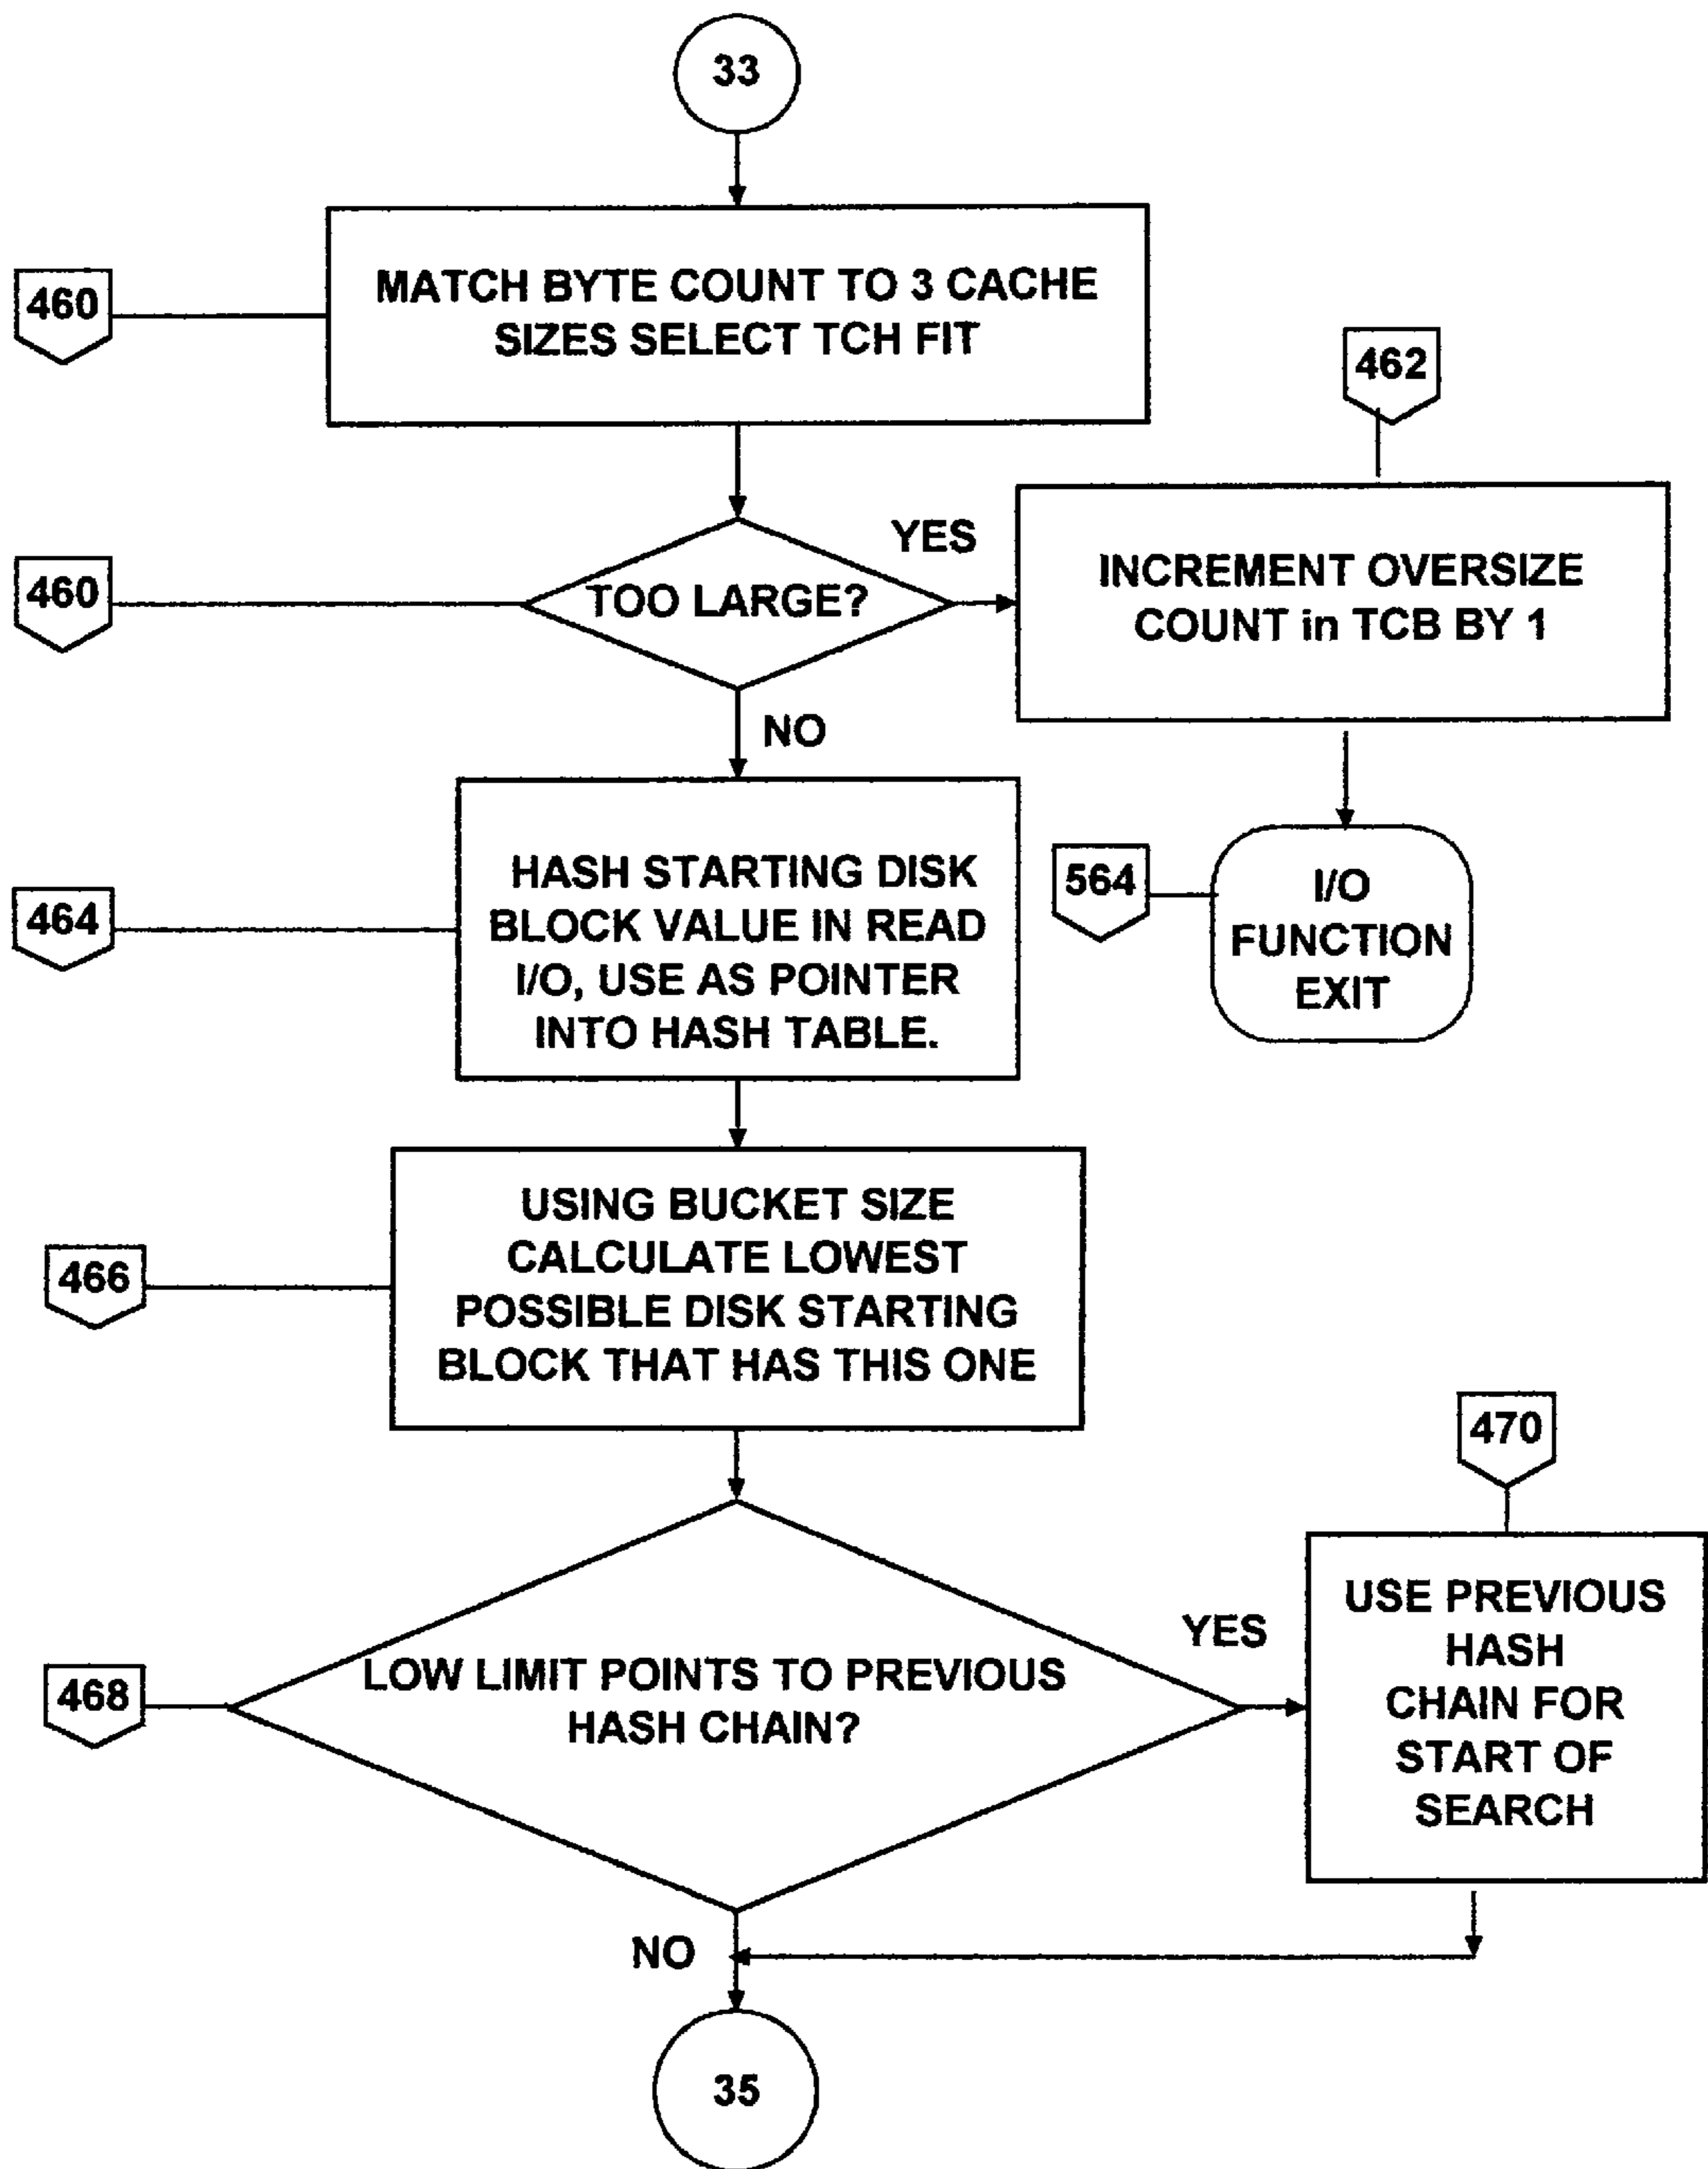 33
460
MATCH BYTE COUNT TO 3 CACHE
SIZES SELECT TCH FIT
462
460
TOO LARGE?
YES
INCREMENT OVERSIZE
COUNT in TCB BY 1
NO
464
HASH STARTING DISK
BLOCK VALUE IN READ
I/O, USE AS POINTER
INTO HASH TABLE.
564
I/O
FUNCTION
EXIT
466
USING BUCKET SIZE
CALCULATE LOWEST
POSSIBLE DISK STARTING
BLOCK THAT HAS THIS ONE
470
468
LOW LIMIT POINTS TO PREVIOUS
HASH CHAIN?
YES
USE PREVIOUS
HASH
CHAIN FOR
START OF
SEARCH
NO
35